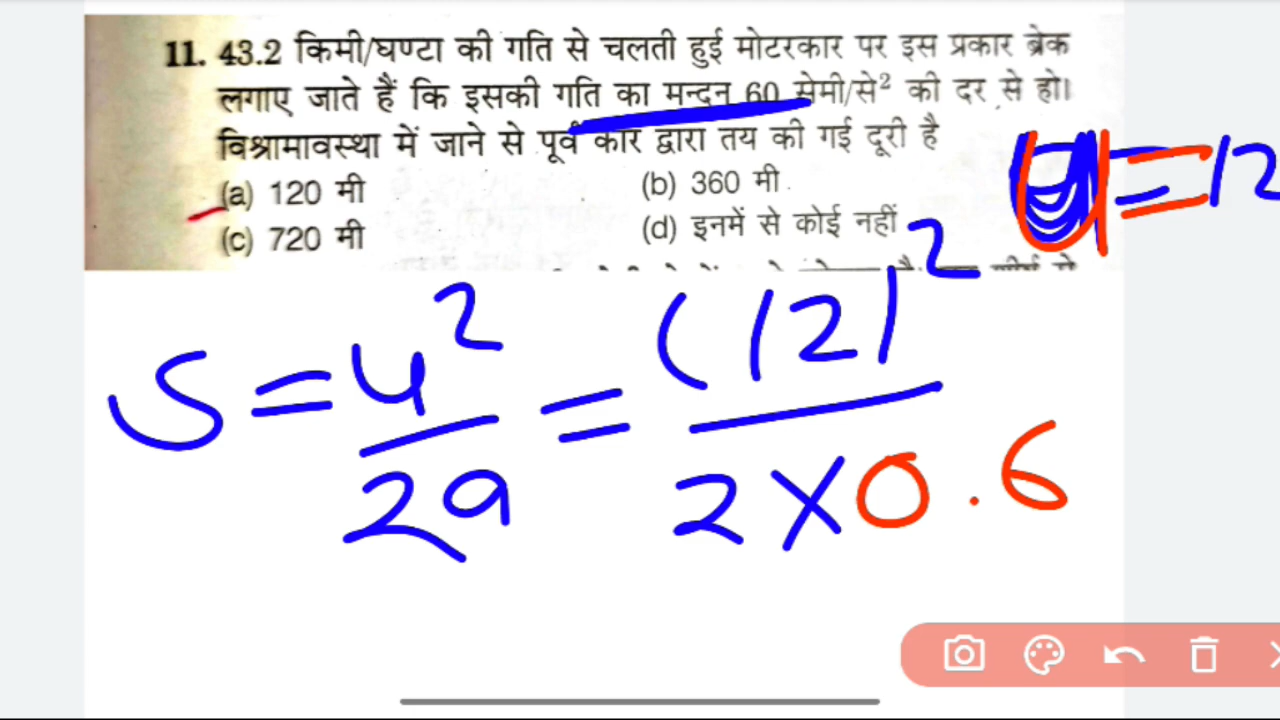 11. 43.2 किमी/घण्टा की गति से चलती हुई मोटरकार पर इस प्रकार ब्रेक
लगाए जाते हैं कि इसकी गति का मन्दन 60 सेमी/से² की दर से हो।
विश्रामावस्था में जाने से पूर्व कार द्वारा तय की गई दूरी है
(a) 120 मी
(b) 360 मी
(c) 720 मी
(d) इनमें से कोई नहीं
u = 12
S = u² / 2a = (12)² / 2 × 0.6